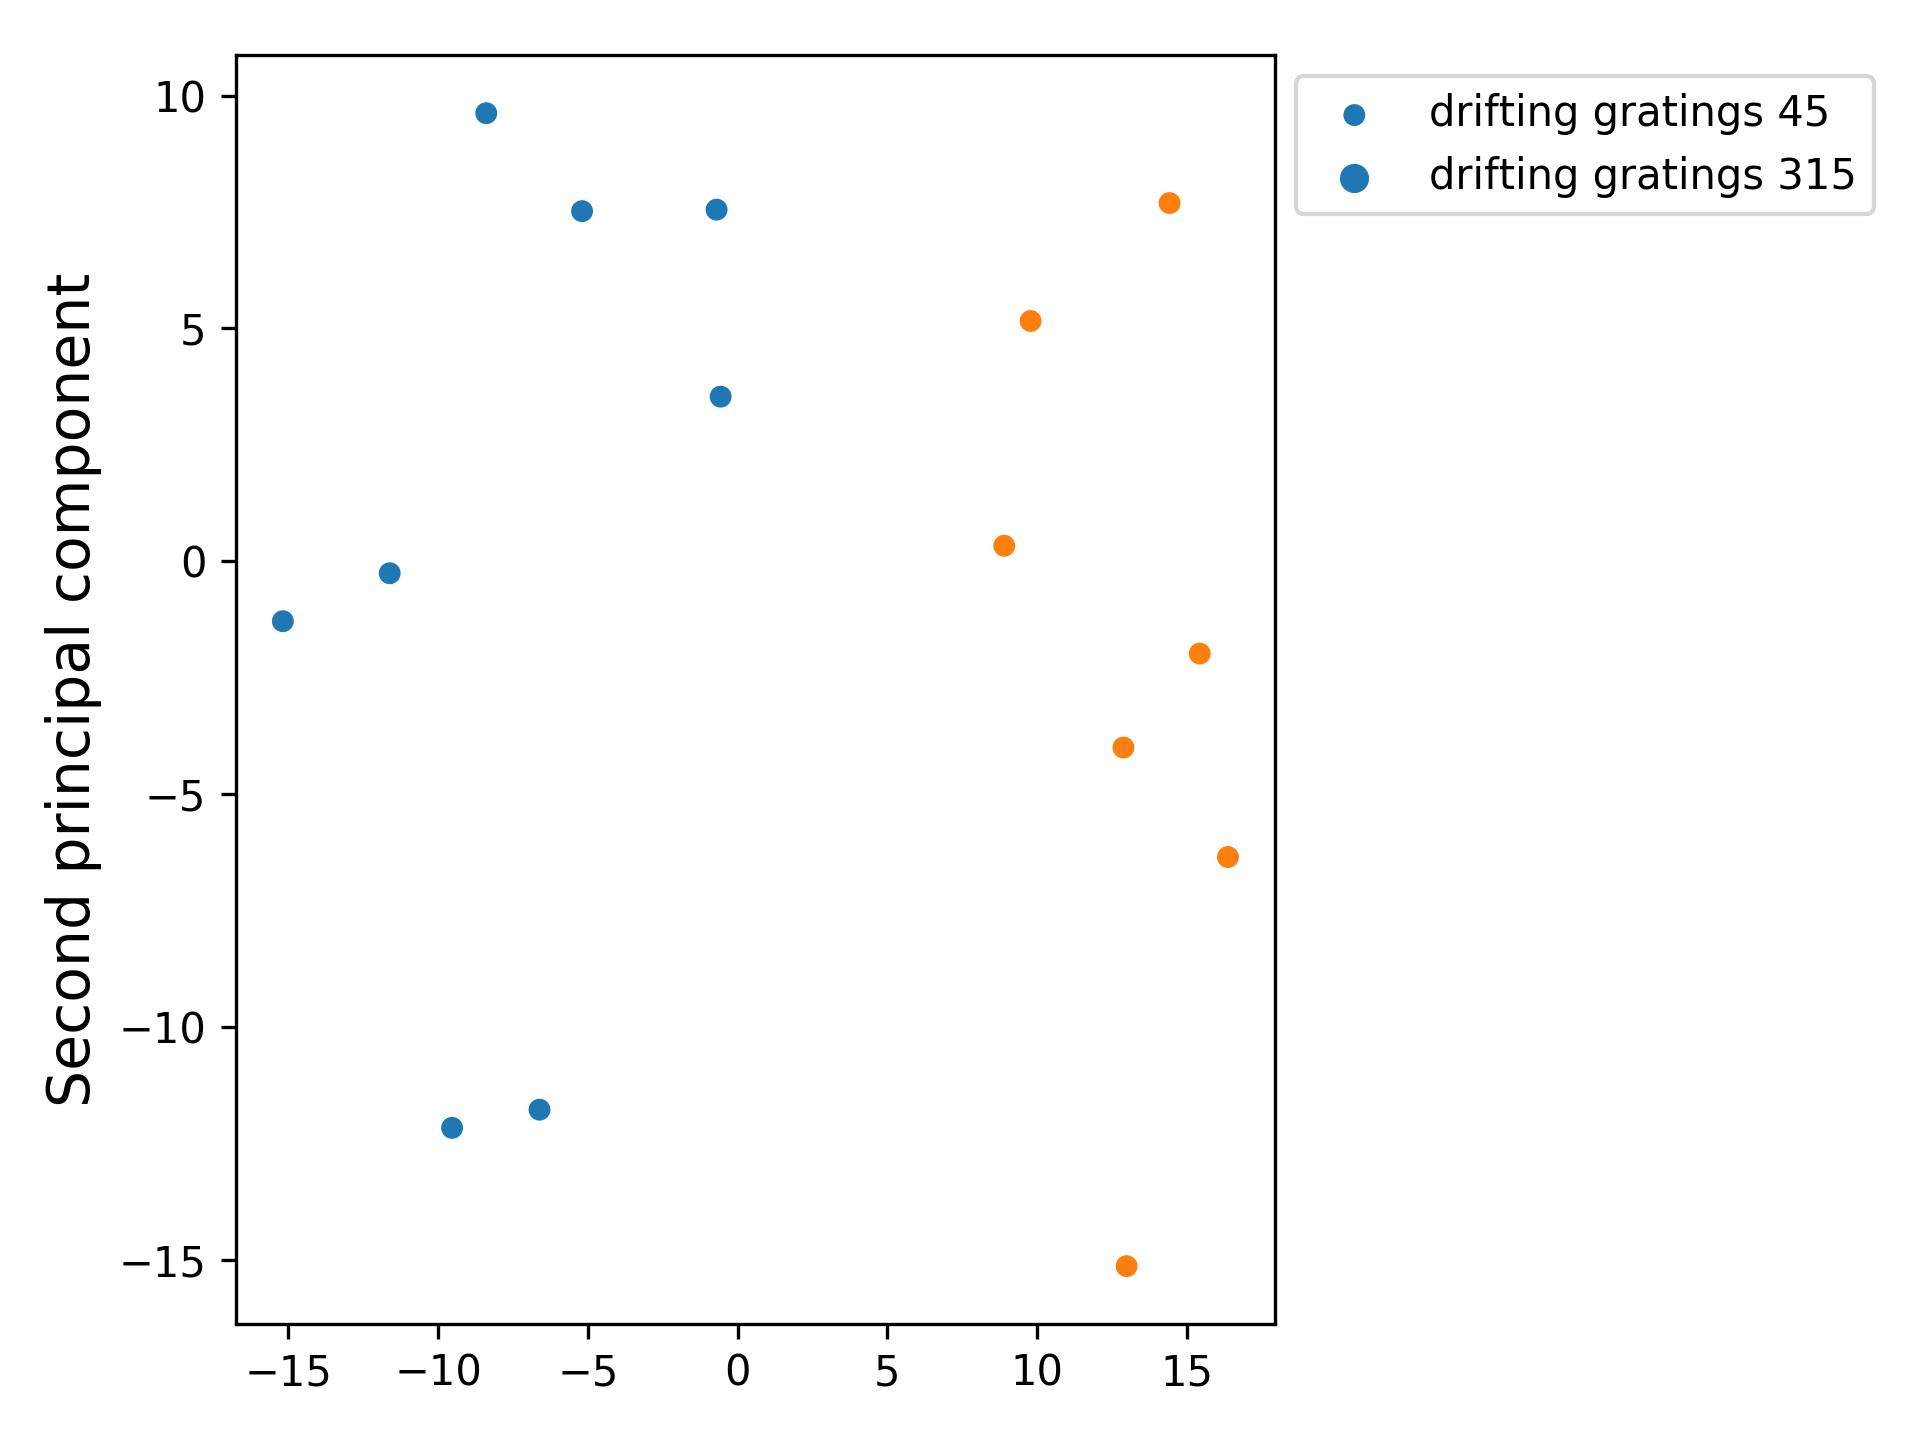 10
5
0
−5
−10
−15
Second principal component
−15 −10 −5 0 5 10 15
drifting gratings 45
drifting gratings 315